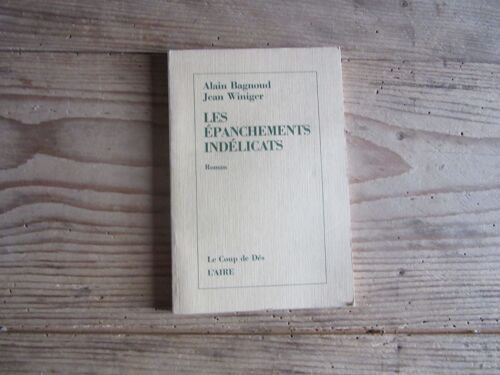 Alain Bagnoud
Jean Winiger
LES
ÉPANCHEMENTS
INDÉLICATS
Roman
Le Coup de Dés
L'AIRE